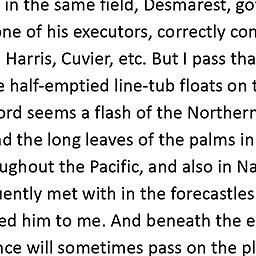 in the same field, Desmarest, go
one of his executors, correctly con
Harris, Cuvier, etc. But I pass tha
half-emptied line-tub floats on
ord seems a flash of the Northern
the long leaves of the palms in
ughout the Pacific, and also in Na
uently met with in the forecastles
ed him to me. And beneath the e
nce will sometimes pass on the pl